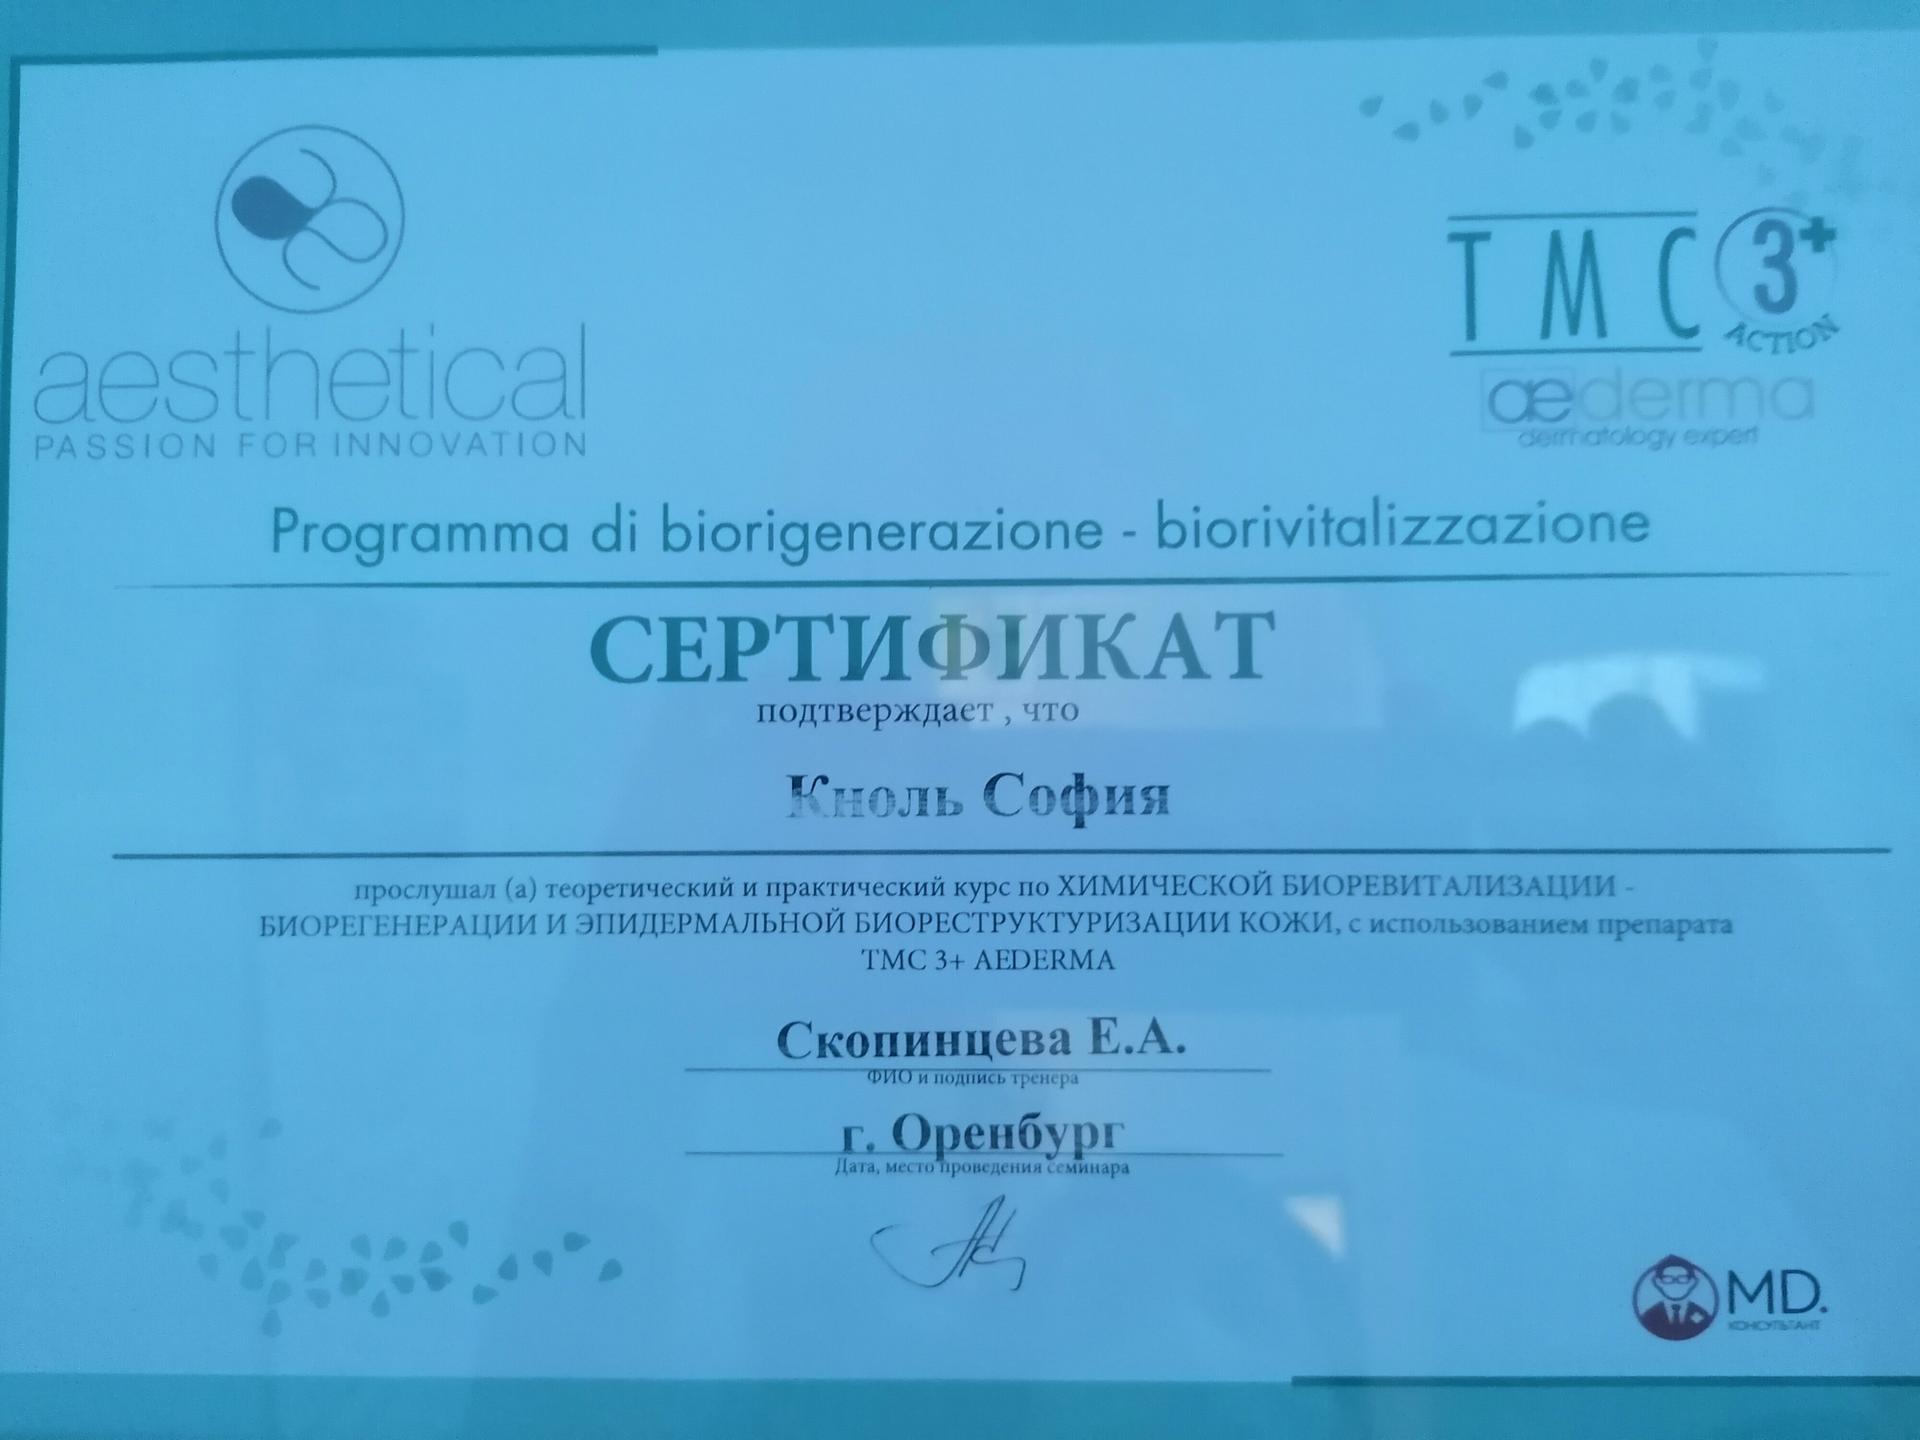 aesthetical
PASSION FOR INNOVATION
TMC 3+
ACTION
aederma
dermatology expert
Programma di biorigenerazione - biorivitalizzazione
СЕРТИФИКАТ
подтверждает , что
Кноль София
прослушал (а) теоретический и практический курс по ХИМИЧЕСКОЙ БИОРЕВИТАЛИЗАЦИИ -
БИОРЕГЕНЕРАЦИИ И ЭПИДЕРМАЛЬНОЙ БИОРЕСТРУКТУРИЗАЦИИ КОЖИ, с использованием препарата
TMC 3+ AEDERMA
Скопинцева Е.А.
ФИО и подпись тренера
г. Оренбург
Дата, место проведения семинара
MD.
КОНСУЛЬТАНТ